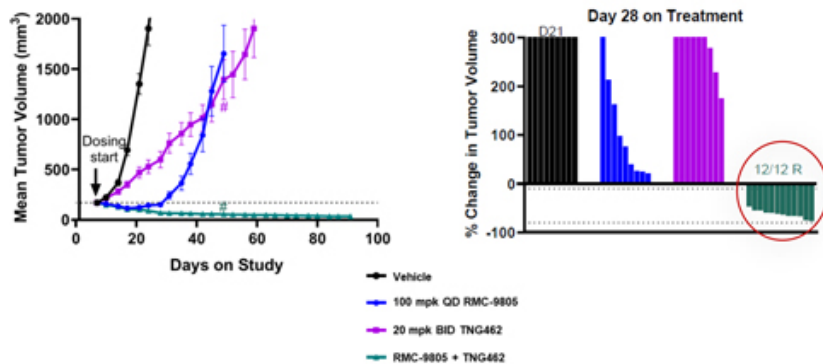 2000
1500
1000
500
0
0
20
40
60
80
100
Mean Tumor Volume (mm³)
Days on Study
Dosing
start
#
#
Day 28 on Treatment
D21
300
200
100
0
-100
% Change in Tumor Volume
12/12 R
Vehicle
100 mpk QD RMC-9805
20 mpk BID TNG462
RMC-9805 + TNG462